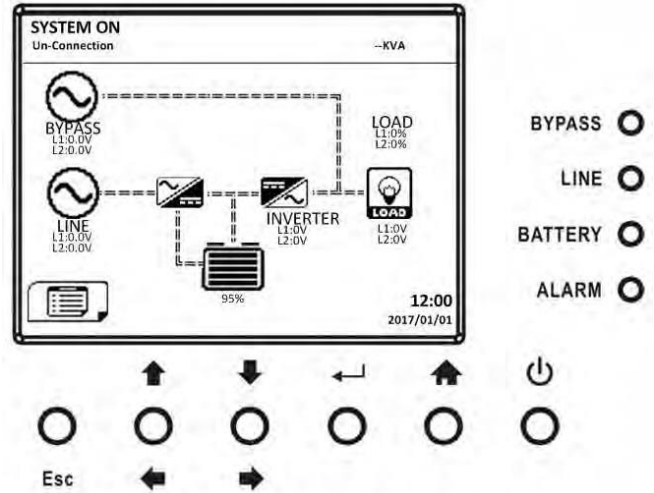 SYSTEM ON
Un-Connection
--KVA
BYPASS
L1:0.0V
L2:0.0V
LOAD
L1:0%
L2:0%
LINE
L1:0.0V
L2:0.0V
INVERTER
L1:0V
L2:0V
LOAD
L1:0V
L2:0V
95%
12:00
2017/01/01
BYPASS
LINE
BATTERY
ALARM
Esc